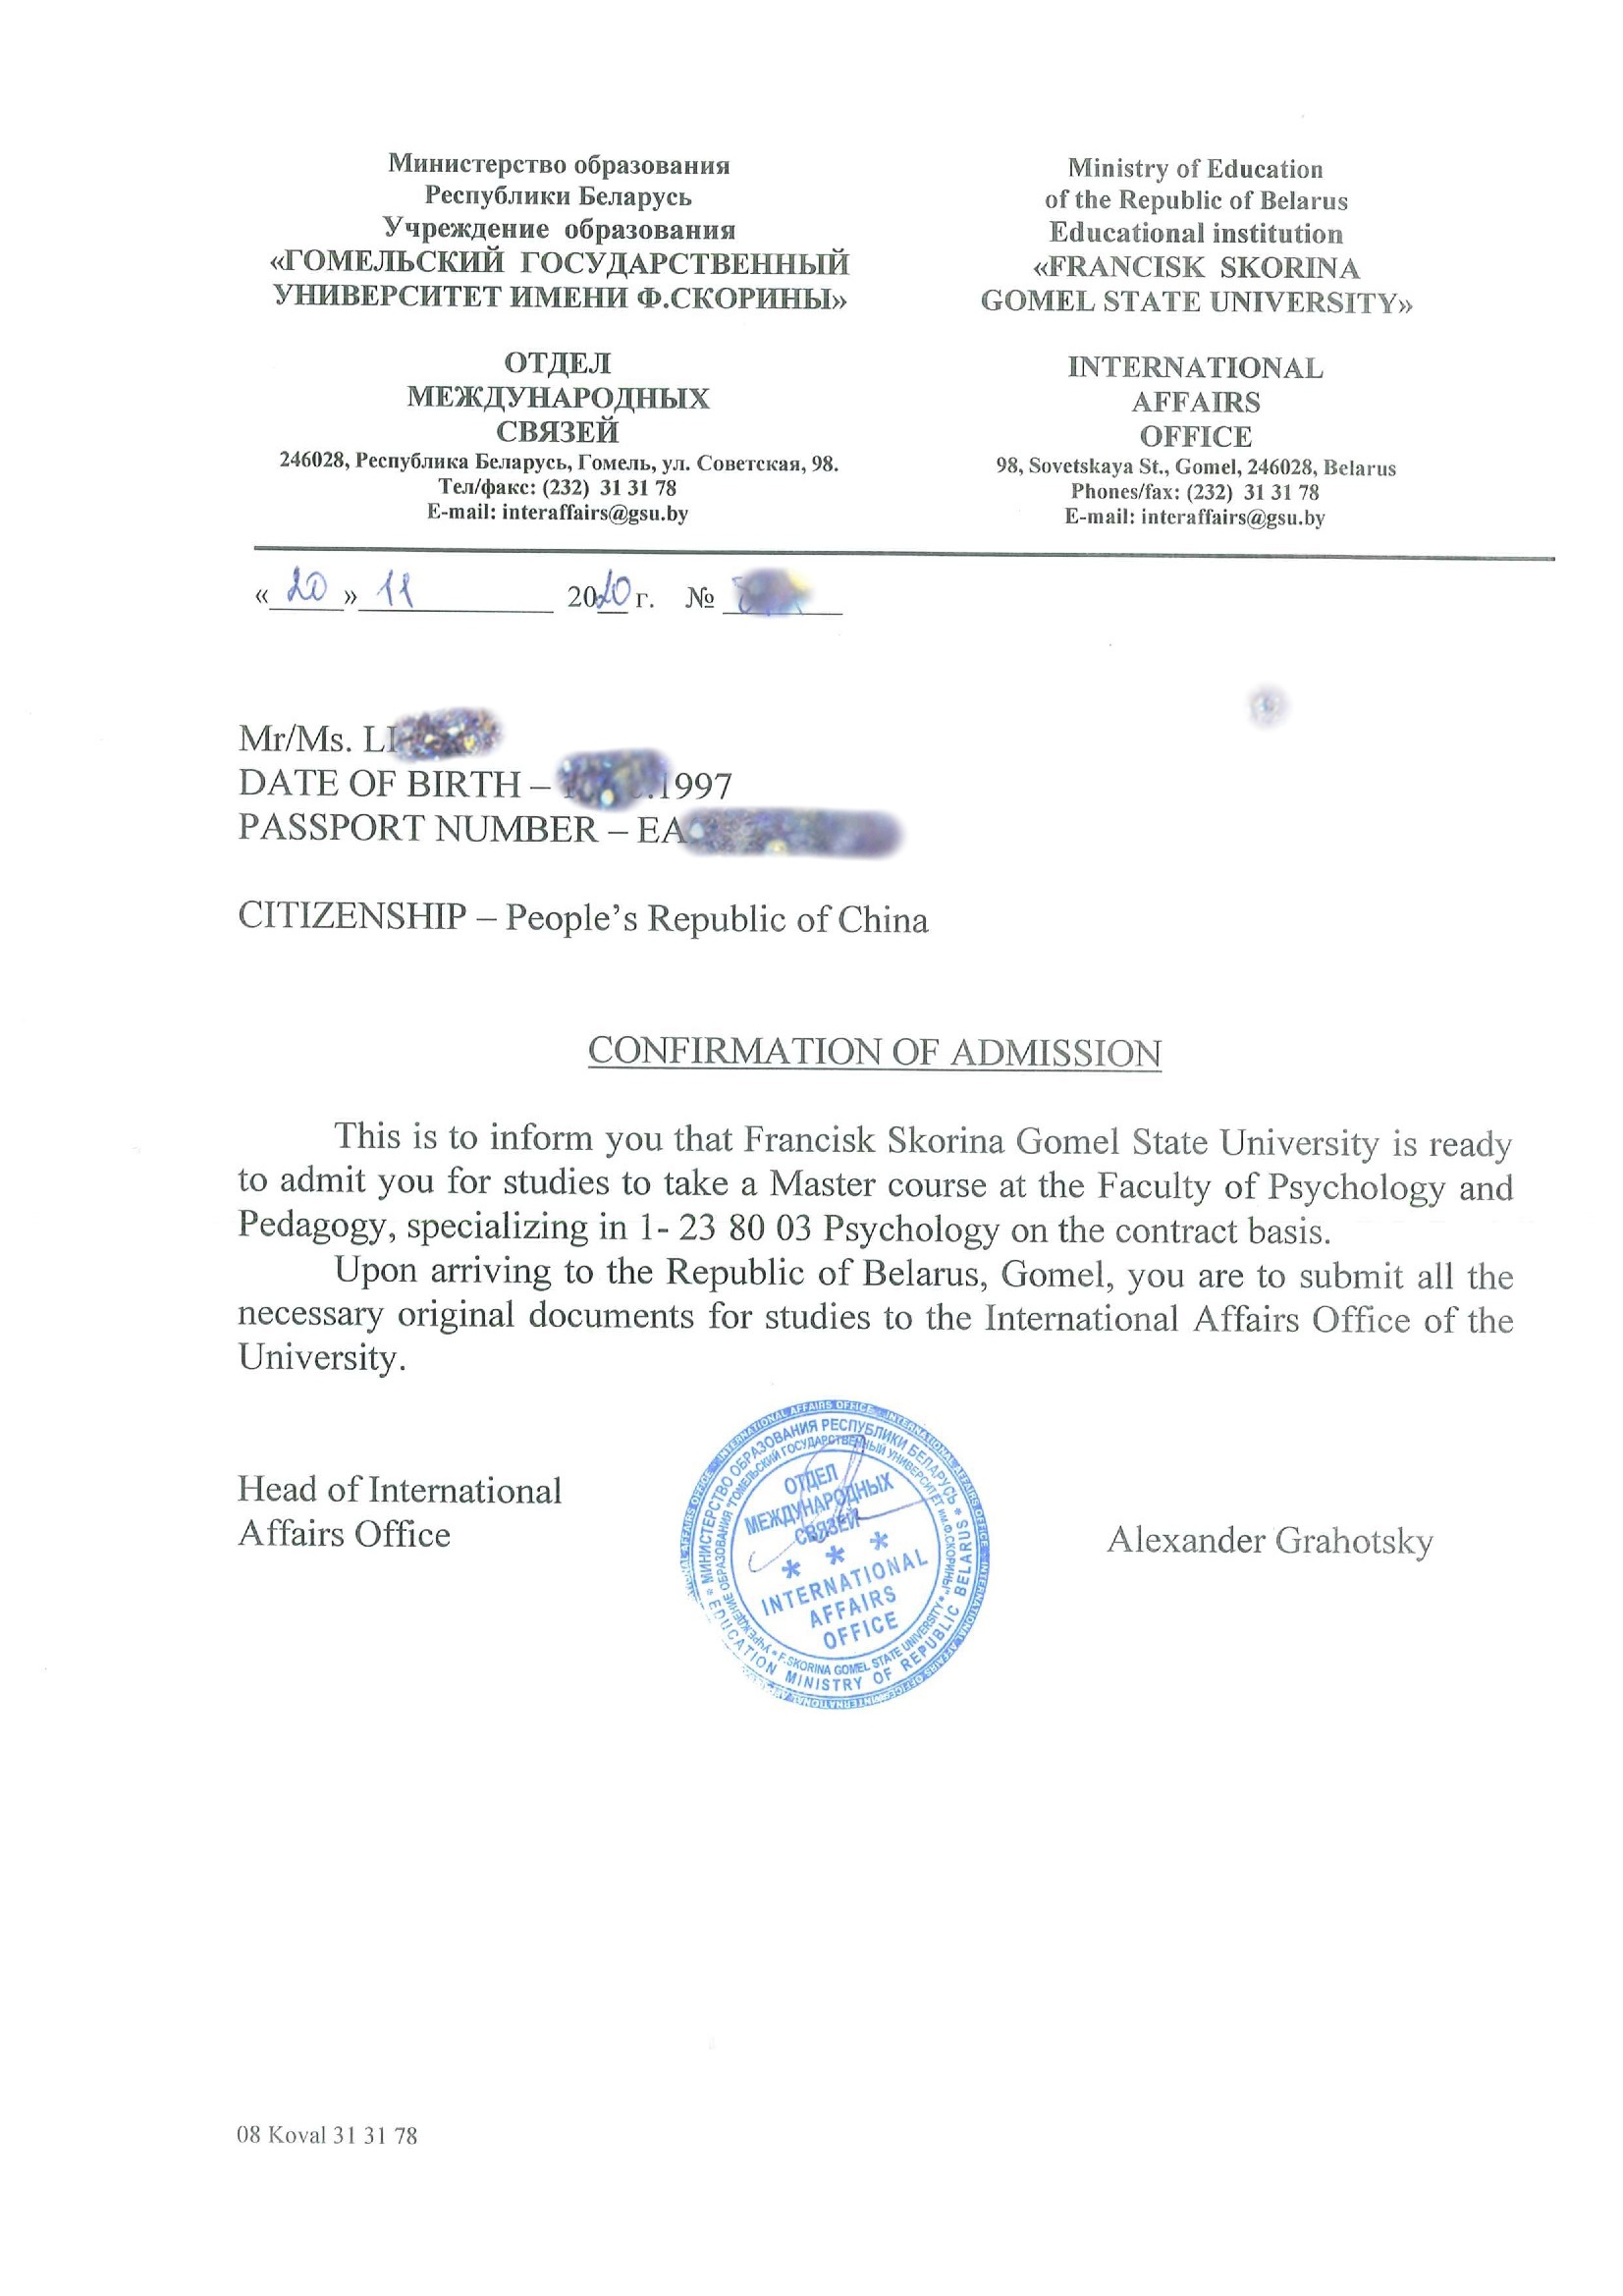 Министерство образования
Республики Беларусь
Учреждение образования
«ГОМЕЛЬСКИЙ ГОСУДАРСТВЕННЫЙ
УНИВЕРСИТЕТ ИМЕНИ Ф.СКОРИНЫ»
ОТДЕЛ
МЕЖДУНАРОДНЫХ
СВЯЗЕЙ
246028, Республика Беларусь, Гомель, ул. Советская, 98.
Тел/факс: (232) 31 31 78
E-mail: interaffairs@gsu.by
Ministry of Education
of the Republic of Belarus
Educational institution
«FRANCISK SKORINA
GOMEL STATE UNIVERSITY»
INTERNATIONAL
AFFAIRS
OFFICE
98, Sovetskaya St., Gomel, 246028, Belarus
Phones/fax: (232) 31 31 78
E-mail: interaffairs@gsu.by
«20» 11 2020 г. №
Mr/Ms. LI
DATE OF BIRTH – .1997
PASSPORT NUMBER – EA
CITIZENSHIP – People’s Republic of China
CONFIRMATION OF ADMISSION
This is to inform you that Francisk Skorina Gomel State University is ready
to admit you for studies to take a Master course at the Faculty of Psychology and
Pedagogy, specializing in 1- 23 80 03 Psychology on the contract basis.
Upon arriving to the Republic of Belarus, Gomel, you are to submit all the
necessary original documents for studies to the International Affairs Office of the
University.
Head of International
Affairs Office
Alexander Grahotsky
INTERNATIONAL AFFAIRS OFFICE
* МИНИСТЕРСТВО ОБРАЗОВАНИЯ РЕСПУБЛИКИ БЕЛАРУСЬ *
EDUCATION MINISTRY OF REPUBLIC BELARUS
УЧРЕЖДЕНИЕ ОБРАЗОВАНИЯ "ГОМЕЛЬСКИЙ ГОСУДАРСТВЕННЫЙ УНИВЕРСИТЕТ им.Ф.СКОРИНЫ"
* F.SKORINA GOMEL STATE UNIVERSITY *
ОТДЕЛ
МЕЖДУНАРОДНЫХ
СВЯЗЕЙ
* * *
INTERNATIONAL
AFFAIRS
OFFICE
08 Koval 31 31 78